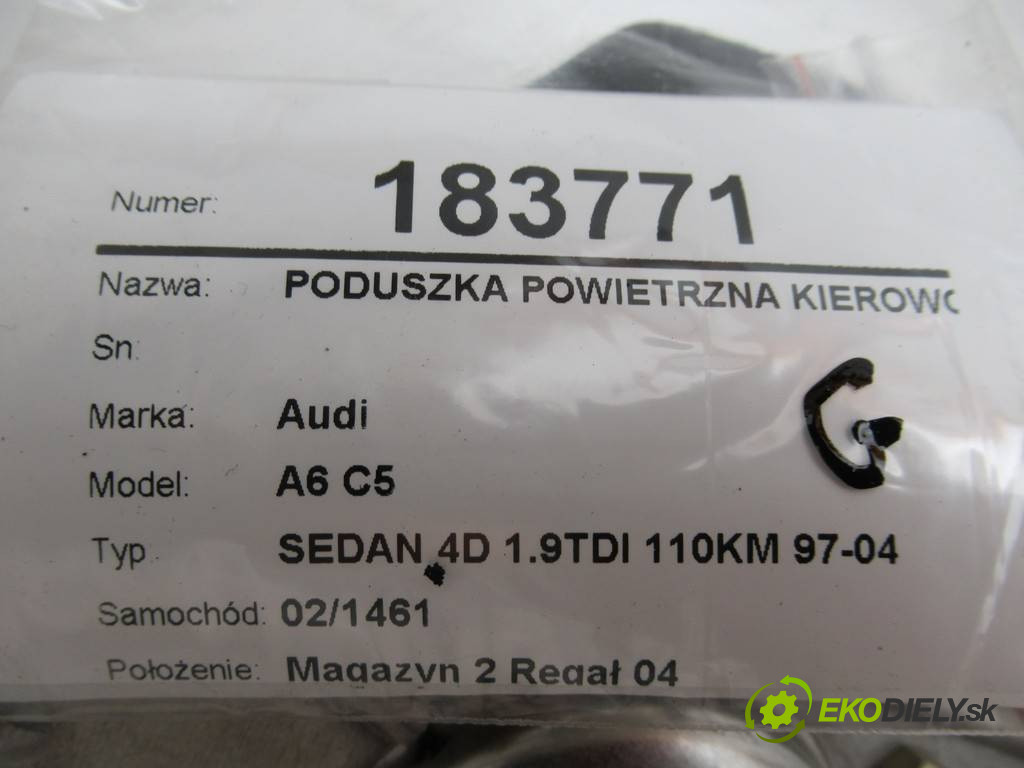 Numer: 183771
Nazwa: PODUSZKA POWIETRZNA KIEROWC
Sn:
Marka: Audi
Model: A6 C5
Typ SEDAN 4D 1.9TDI 110KM 97-04
Samochód: 02/1461
Położenie: Magazyn 2 Regał 04
G
EKODIELY.sk